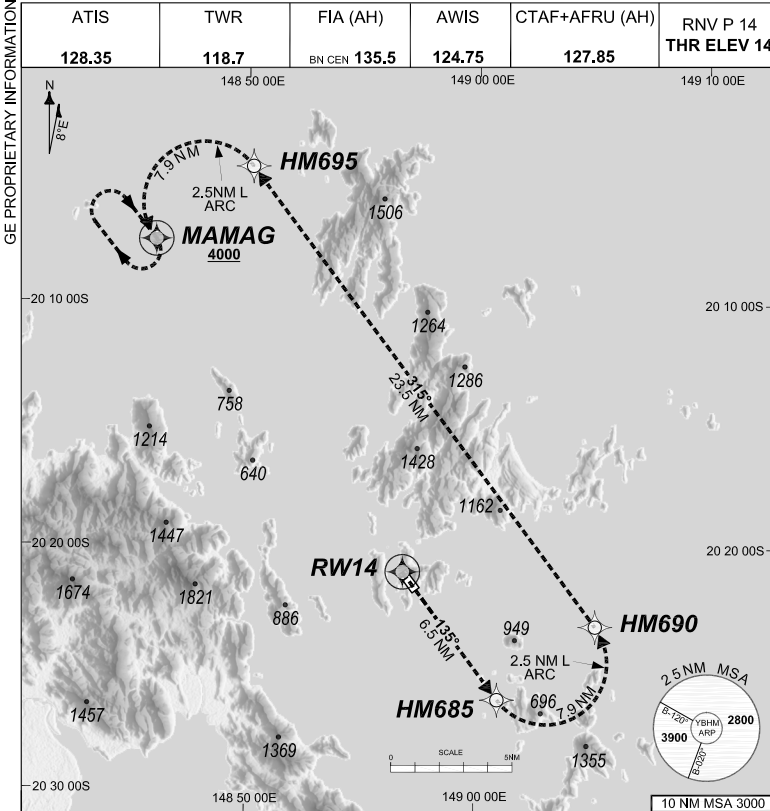 GE PROPRIETARY INFORMATION
ATIS
128.35
TWR
118.7
FIA (AH)
BN CEN 135.5
AWIS
124.75
CTAF+AFRU (AH)
127.85
RNV P 14
THR ELEV 14
148 50 00E
149 00 00E
149 10 00E
N
8°E
7.9 NM
HM695
2.5NM L
ARC
1506
MAMAG
4000
20 10 00S
20 10 00S
1264
1286
315°
23.5 NM
758
1214
1428
640
1162
1447
20 20 00S
20 20 00S
RW14
1674
1821
886
949
HM690
135°
6.5 NM
2.5 NM L
ARC
25NM MSA
HM685
696
7.9NM
1457
B-120°
YBHM
ARP
2800
3900
B-020°
1369
1355
SCALE
0
5NM
20 30 00S
148 50 00E
149 00 00E
10 NM MSA 3000